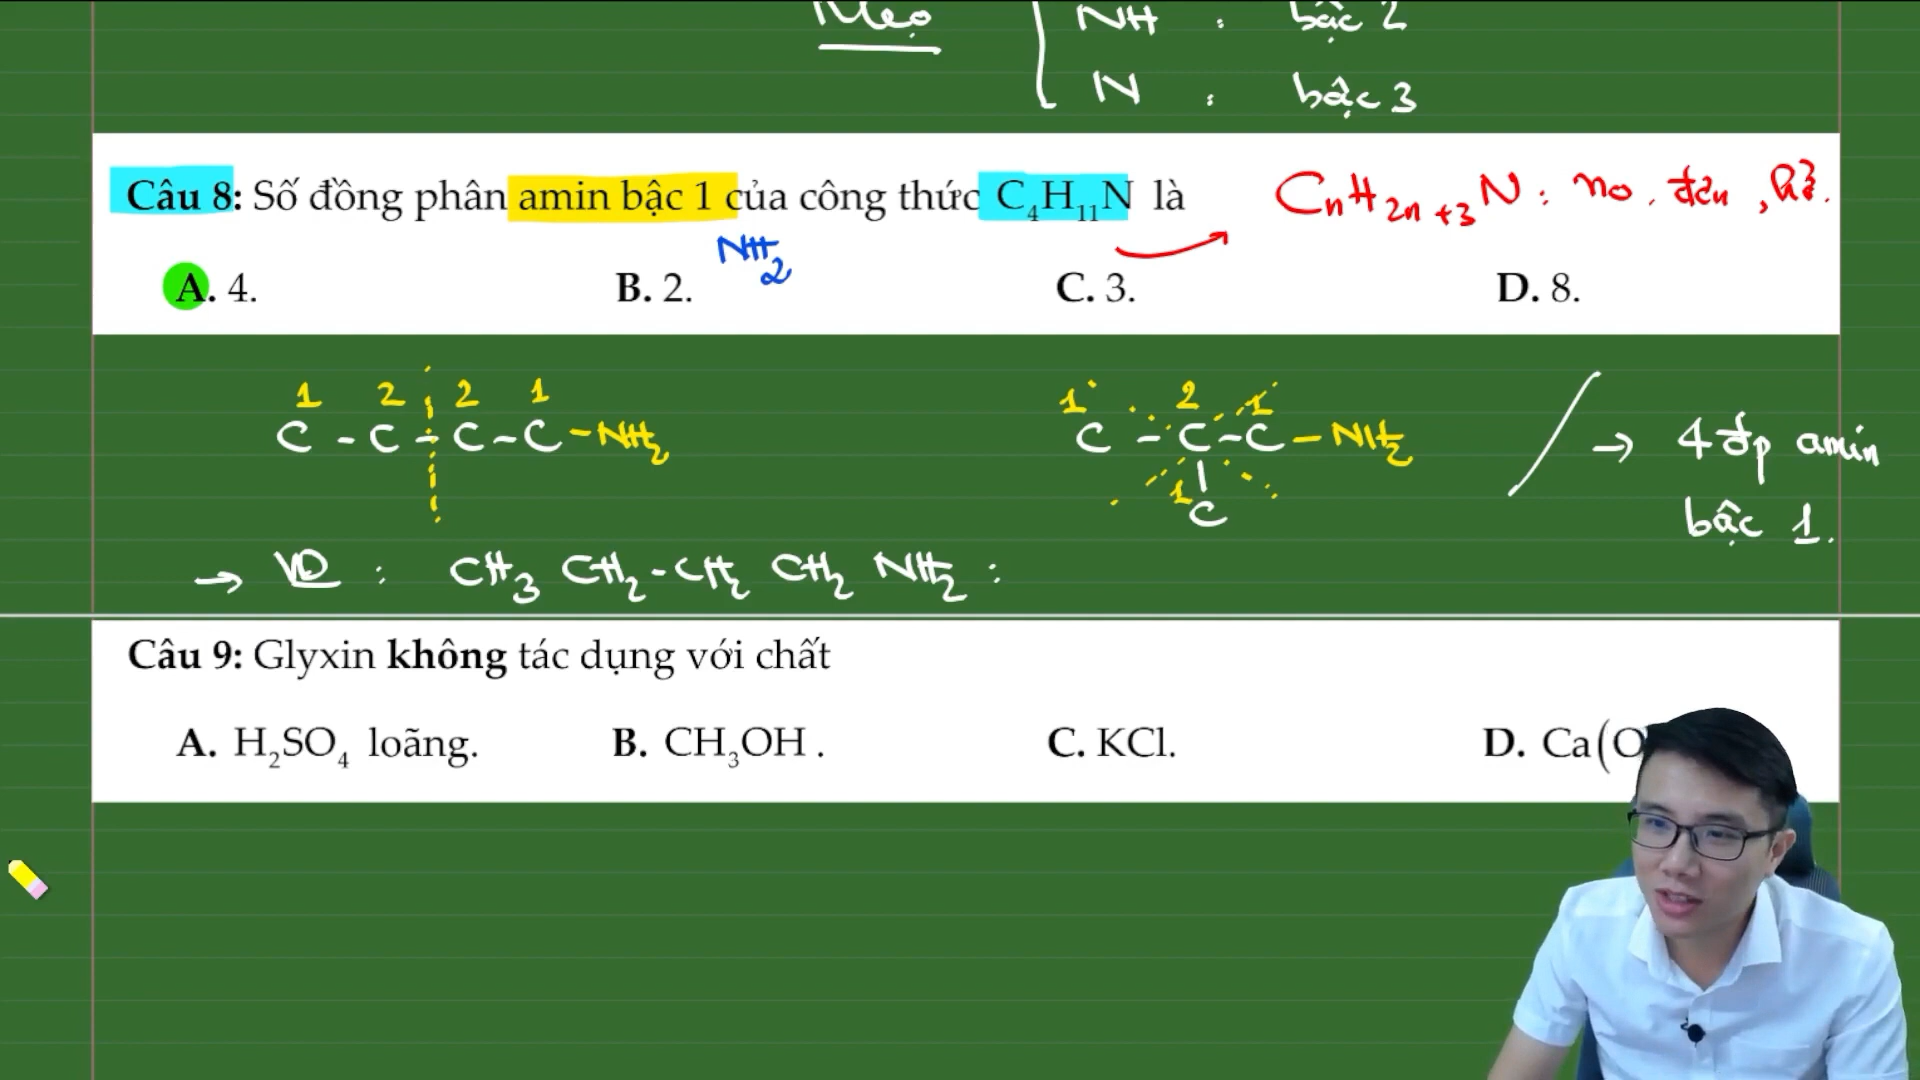 Mẹo
NH : bậc 2
N : bậc 3
Câu 8: Số đồng phân amin bậc 1 của công thức C₄H₁₁N là
CnH2n+3N : no, đơn, hở.
NH₂
A. 4. B. 2. C. 3. D. 8.
1 2 2 1
C - C - C - C - NH₂
1 2 1
C - C - C - NH₂
1
C
→ 4 đp amin
bậc 1.
→ VD : CH₃ CH₂ - CH₂ CH₂ NH₂ :
Câu 9: Glyxin không tác dụng với chất
A. H₂SO₄ loãng. B. CH₃OH. C. KCl. D. Ca(O